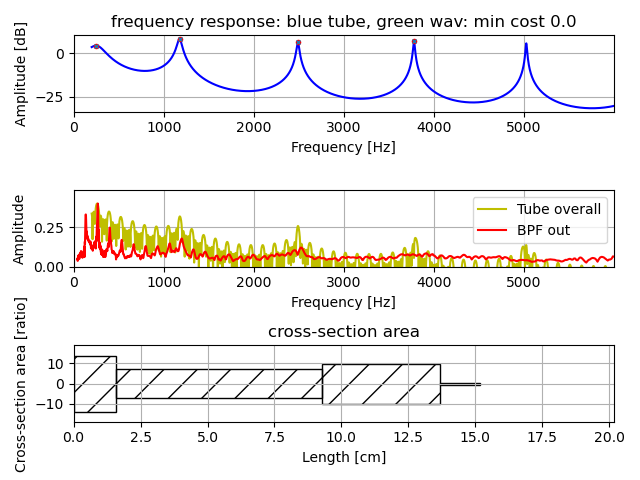 frequency response: blue tube, green wav: min cost 0.0
Amplitude [dB]
0
−25
0 1000 2000 3000 4000 5000
Frequency [Hz]
Amplitude
0.25
0.00
Tube overall
BPF out
0 1000 2000 3000 4000 5000
Frequency [Hz]
cross-section area
Cross-section area [ratio]
10
0
−10
0.0 2.5 5.0 7.5 10.0 12.5 15.0 17.5 20.0
Length [cm]